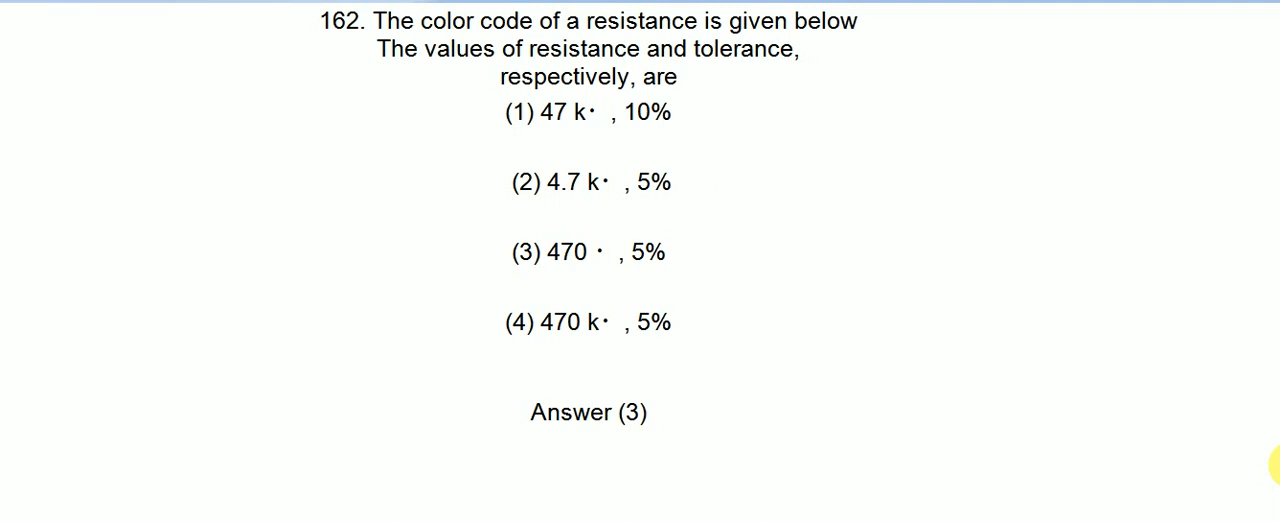 162. The color code of a resistance is given below
The values of resistance and tolerance,
respectively, are
(1) 47 k· , 10%
(2) 4.7 k· , 5%
(3) 470 · , 5%
(4) 470 k· , 5%
Answer (3)